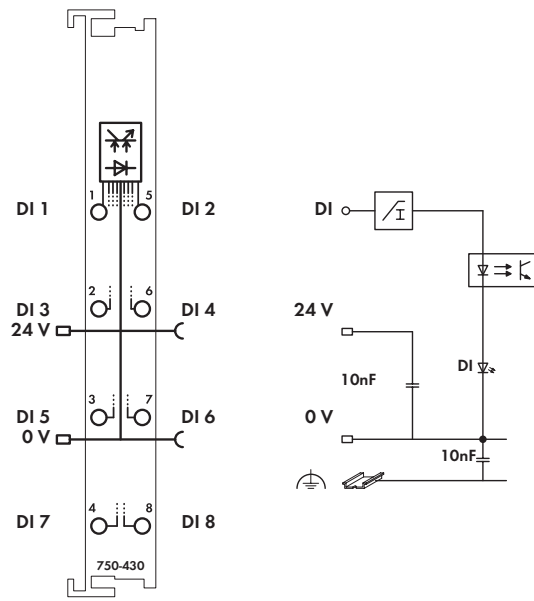 1 5
DI 1 DI 2 DI
2 6
DI 3 DI 4 24 V
24 V
DI
10nF
3 7
DI 5 DI 6 0 V
0 V
10nF
4 8
DI 7 DI 8
750-430
I